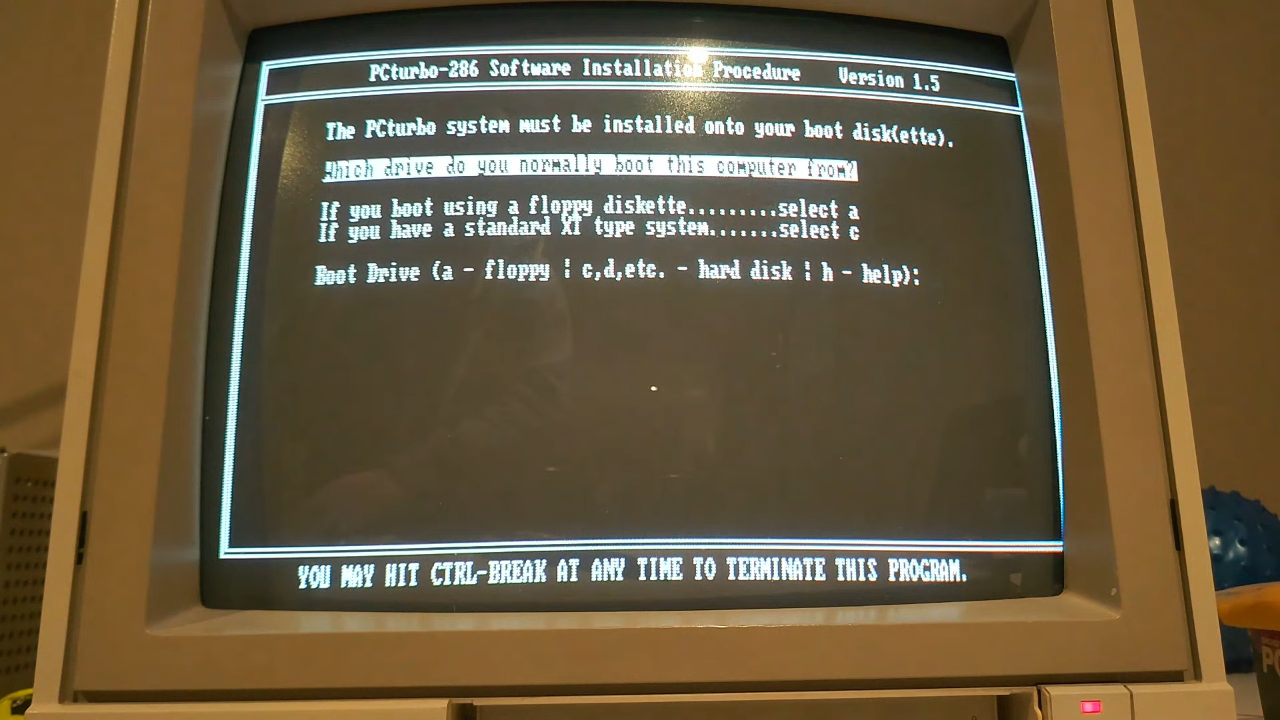 PCturbo-286 Software Installation Procedure    Version 1.5
The PCturbo system must be installed onto your boot disk(ette).
Which drive do you normally boot this computer from?
If you boot using a floppy diskette.........select a
If you have a standard XT type system.......select c
Boot Drive (a - floppy ¦ c,d,etc. - hard disk ¦ h - help):
YOU MAY HIT CTRL-BREAK AT ANY TIME TO TERMINATE THIS PROGRAM.